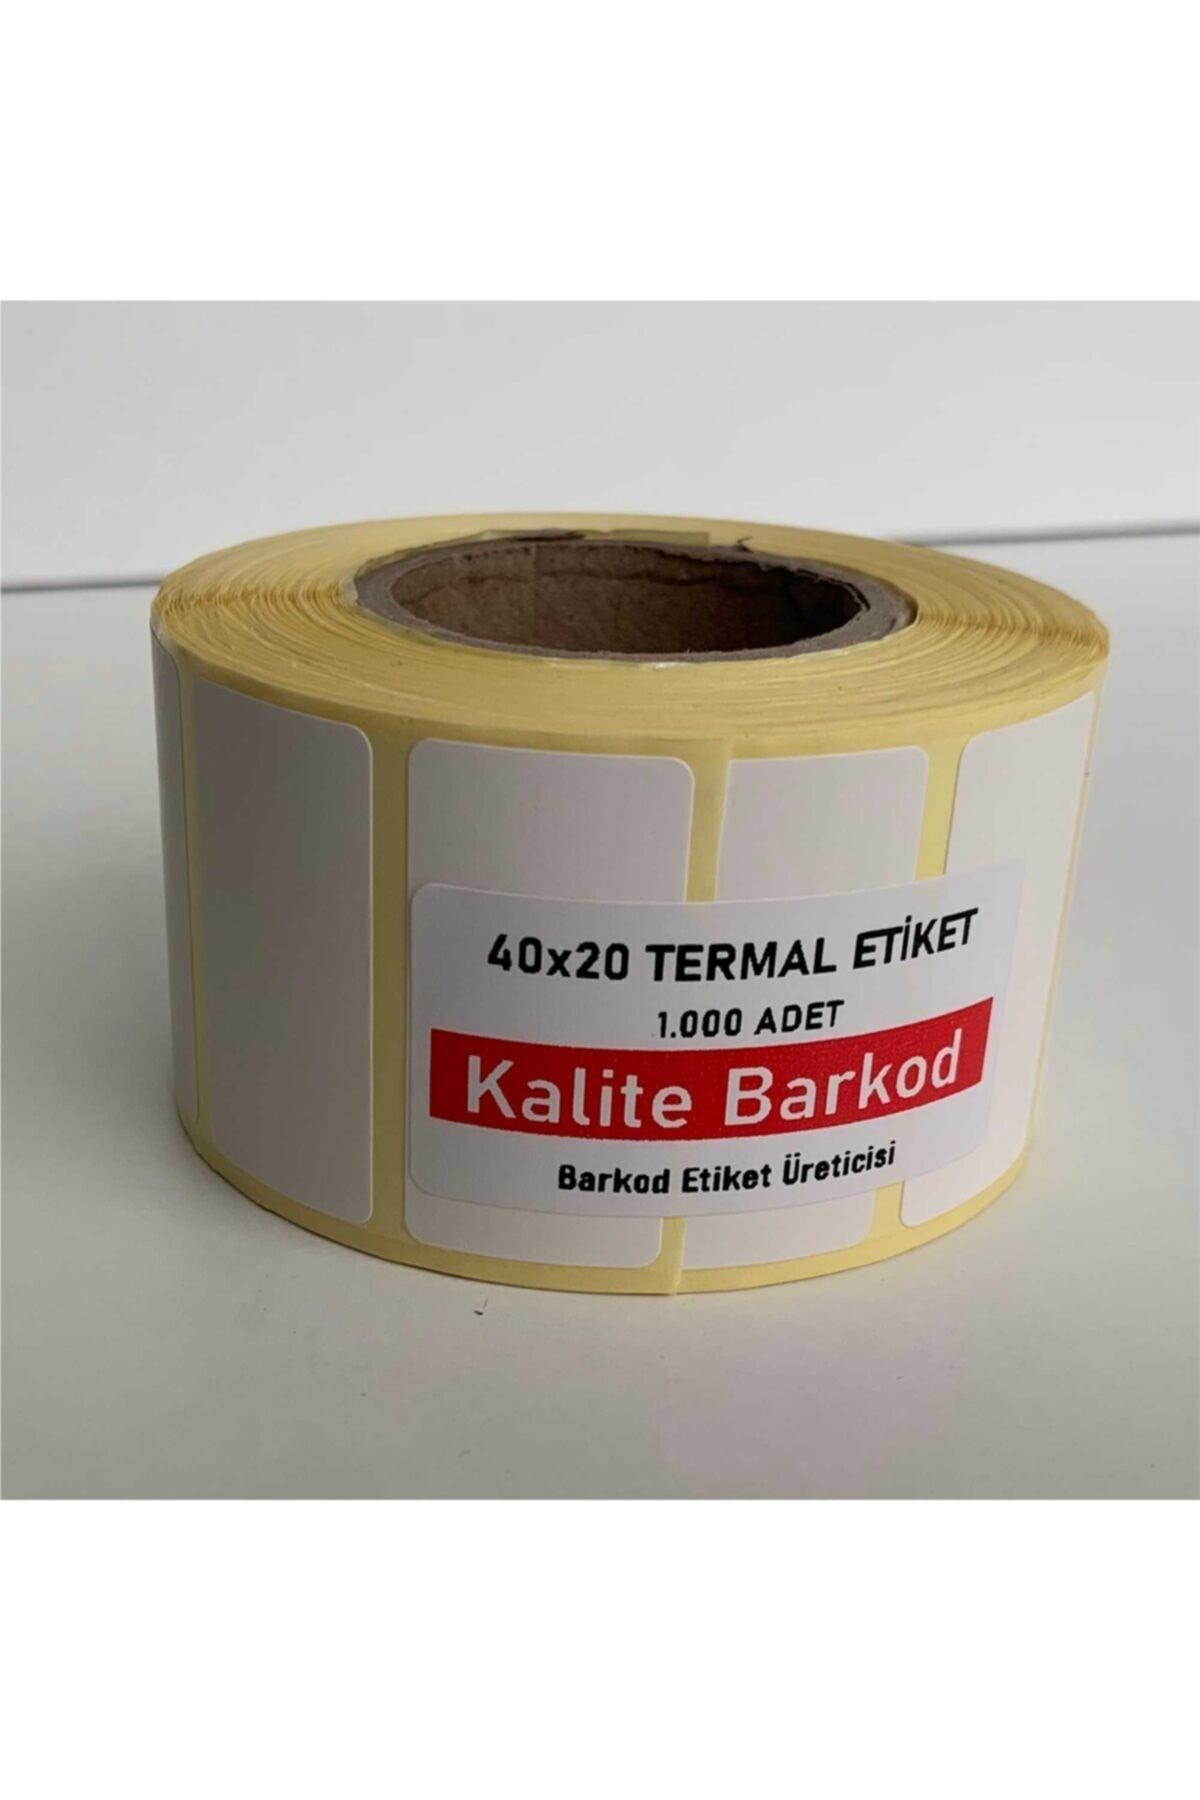 40x20 TERMAL ETİKET
1.000 ADET
Kalite Barkod
Barkod Etiket Üreticisi